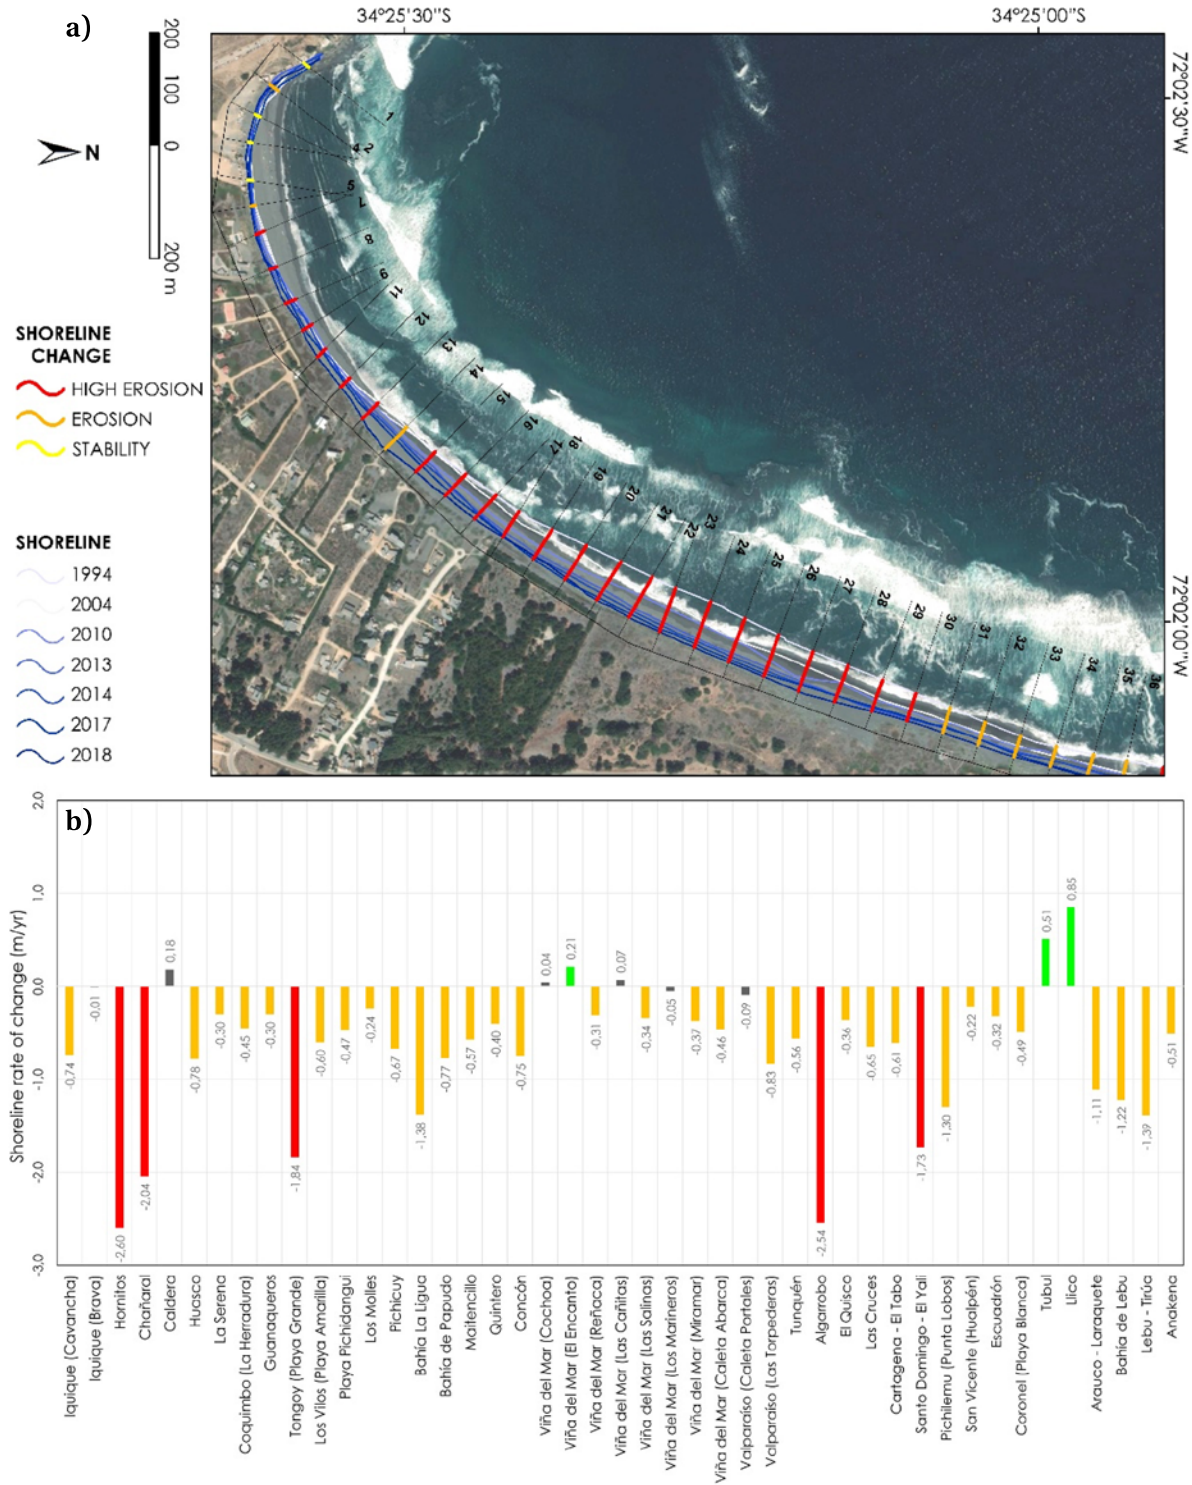 a)
34°25'30"S
34°25'00"S
72°02'30"W
72°02'00"W
200
100
0
200 m
N
SHORELINE
CHANGE
HIGH EROSION
EROSION
STABILITY
SHORELINE
1994
2004
2010
2013
2014
2017
2018
1
2
4
5
7
8
9
11
12
13
14
15
16
17
18
19
20
21
22
23
24
25
26
27
28
29
30
31
32
33
34
35
36
b)
Shoreline rate of change (m/yr)
2.0
1.0
0.0
-1.0
-2.0
-3.0
-0,74
-0,01
-2,60
-2,04
0,18
-0,78
-0,30
-0,45
-0,30
-1,84
-0,60
-0,47
-0,24
-0,67
-1,38
-0,77
-0,57
-0,40
-0,75
0,04
0,21
-0,31
0,07
-0,34
-0,05
-0,37
-0,46
-0,09
-0,83
-0,56
-2,54
-0,36
-0,65
-0,61
-1,73
-1,30
-0,22
-0,32
-0,49
0,51
0,85
-1,11
-1,22
-1,39
-0,51
Iquique (Cavancha)
Iquique (Brava)
Hornitos
Chañaral
Caldera
Huasco
La Serena
Coquimbo (La Herradura)
Guanaqueros
Tongoy (Playa Grande)
Los Vilos (Playa Amarilla)
Playa Pichidangui
Los Molles
Pichicuy
Bahía La Ligua
Bahía de Papudo
Maitencillo
Quintero
Concón
Viña del Mar (Cochoa)
Viña del Mar (El Encanto)
Viña del Mar (Reñaca)
Viña del Mar (Las Cañitas)
Viña del Mar (Las Salinas)
Viña del Mar (Los Marineros)
Viña del Mar (Miramar)
Viña del Mar (Caleta Abarca)
Valparaíso (Caleta Portales)
Valparaíso (Las Torpederas)
Tunquén
Algarrobo
El Quisco
Las Cruces
Cartagena - El Tabo
Santo Domingo - El Yali
Pichilemu (Punta Lobos)
San Vicente (Hualpén)
Escuadrón
Coronel (Playa Blanca)
Tubul
Llico
Arauco - Laraquete
Bahía de Lebu
Lebu - Tirúa
Anakena